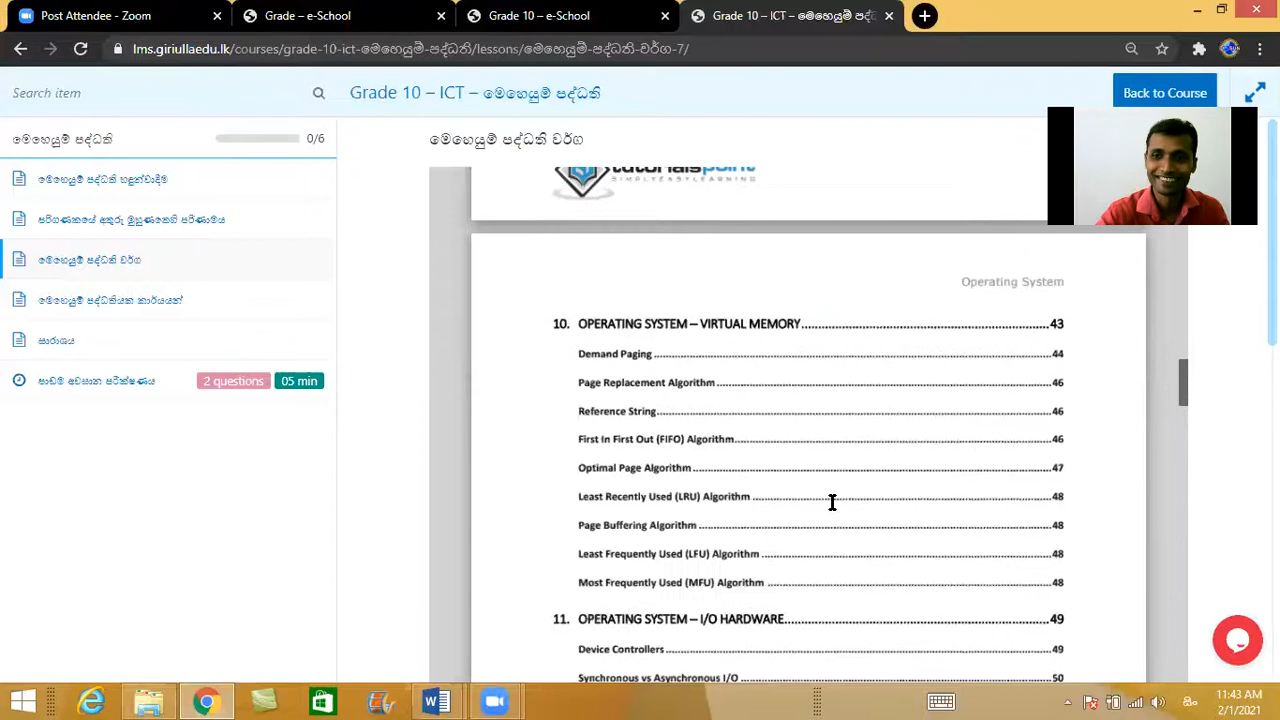 Post Attendee - Zoom
Grade – School
10 – School
Grade 10 – ICT – මෙහෙයුම් පද්
lms.giriullaedu.lk/courses/grade-10-ict-මෙහෙයුම්-පද්ධති/lessons/මෙහෙයුම්-පද්ධති-වර්ග-7/
Search item
Grade 10 – ICT – මෙහෙයුම් පද්ධති
Back to Course
මෙහෙයුම් පද්ධති
0/6
මෙහෙයුම් පද්ධති වර්ග
tutorialspoint
SIMPLYEASYLEARNING
මෙහෙයුම් පද්ධති වර්ග
2 questions
05 min
Operating System
10. OPERATING SYSTEM – VIRTUAL MEMORY 43
Demand Paging 44
Page Replacement Algorithm 46
Reference String 46
First In First Out (FIFO) Algorithm 46
Optimal Page Algorithm 47
Least Recently Used (LRU) Algorithm 48
Page Buffering Algorithm 48
Least Frequently Used (LFU) Algorithm 48
Most Frequently Used (MFU) Algorithm 48
11. OPERATING SYSTEM – I/O HARDWARE 49
Device Controllers 49
Synchronous vs Asynchronous I/O 50
11:43 AM
2/1/2021